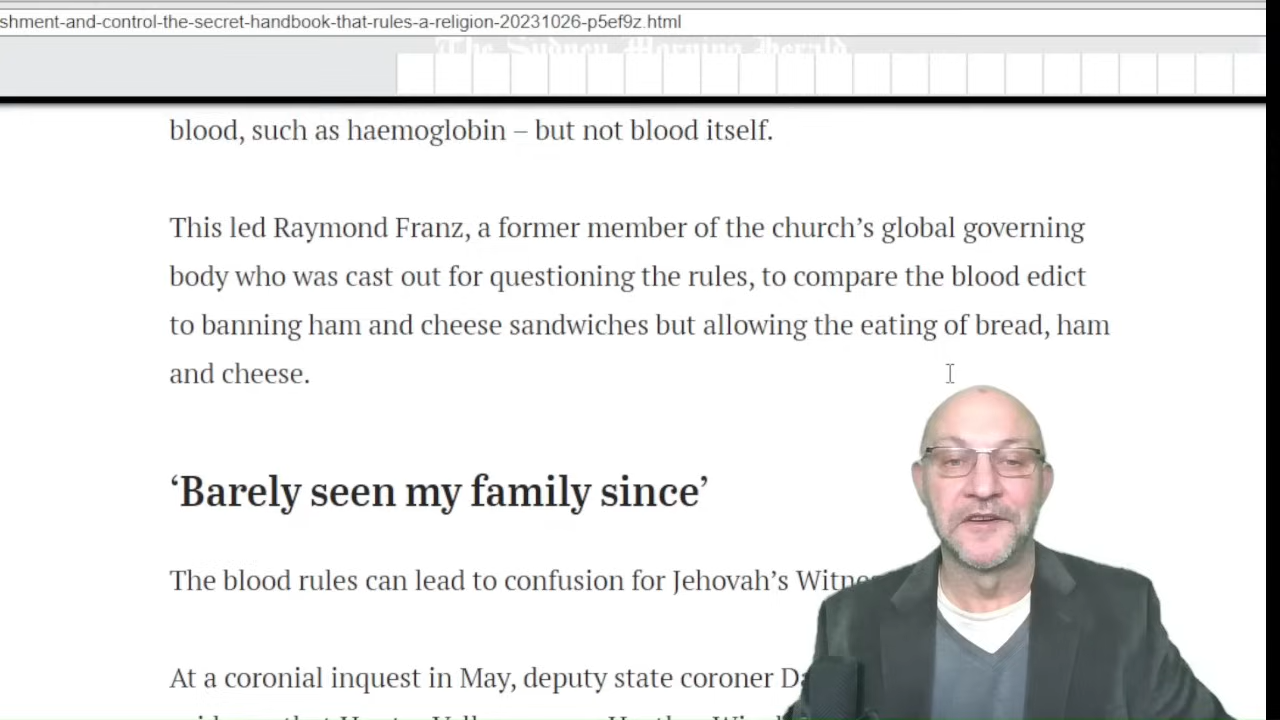 shment-and-control-the-secret-handbook-that-rules-a-religion-20231026-p5ef9z.html
The Sydney Morning Herald
blood, such as haemoglobin – but not blood itself.
This led Raymond Franz, a former member of the church’s global governing
body who was cast out for questioning the rules, to compare the blood edict
to banning ham and cheese sandwiches but allowing the eating of bread, ham
and cheese.
‘Barely seen my family since’
The blood rules can lead to confusion for Jehovah’s
At a coronial inquest in May, deputy state coroner